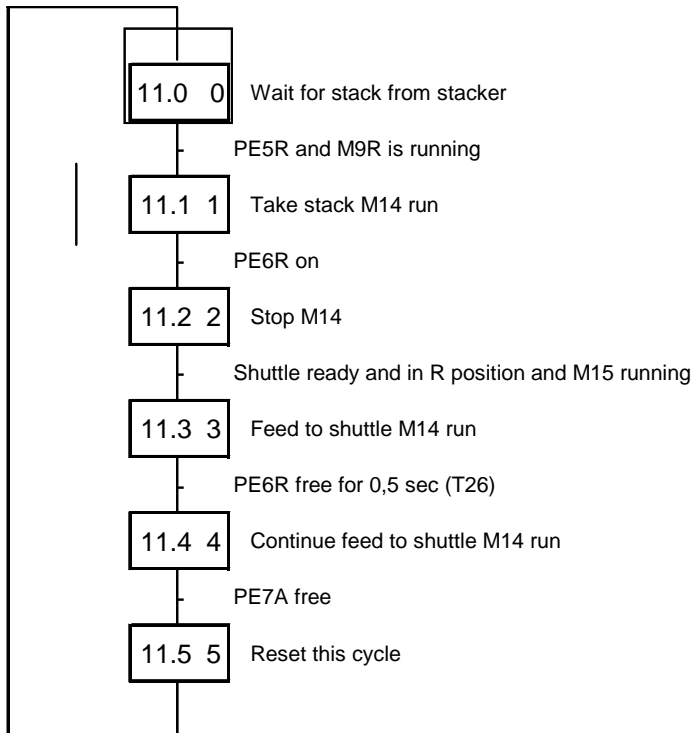 11.0 0 Wait for stack from stacker
PE5R and M9R is running
11.1 1 Take stack M14 run
PE6R on
11.2 2 Stop M14
Shuttle ready and in R position and M15 running
11.3 3 Feed to shuttle M14 run
PE6R free for 0,5 sec (T26)
11.4 4 Continue feed to shuttle M14 run
PE7A free
11.5 5 Reset this cycle